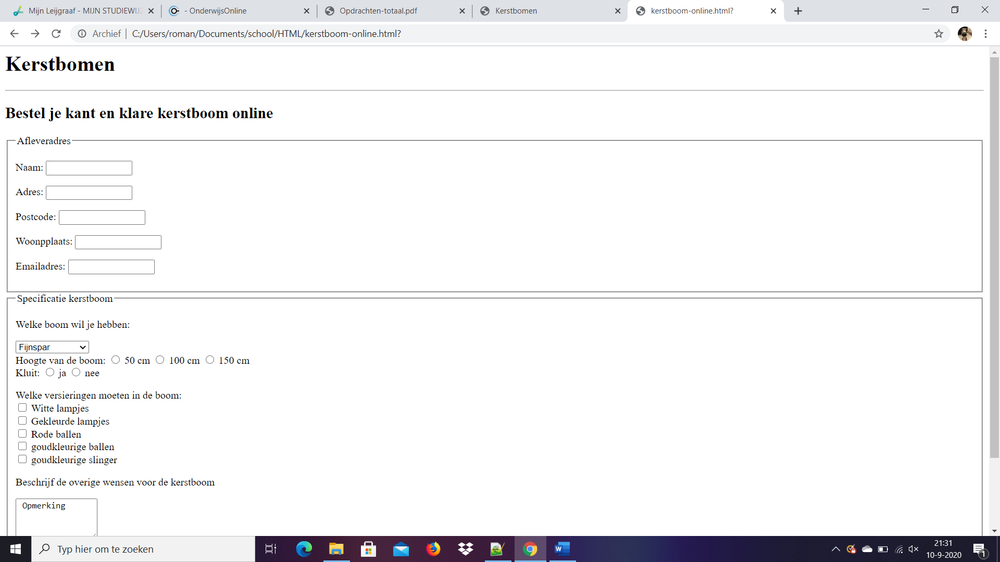 Mijn Leijgraaf - MIJN STUDIEWIJZ
- OnderwijsOnline
Opdrachten-totaal.pdf
Kerstbomen
kerstboom-online.html?
Archief | C:/Users/roman/Documents/school/HTML/kerstboom-online.html?
Kerstbomen
Bestel je kant en klare kerstboom online
Afleveradres
Naam:
Adres:
Postcode:
Woonpplaats:
Emailadres:
Specificatie kerstboom
Welke boom wil je hebben:
Fijnspar
Hoogte van de boom: 50 cm 100 cm 150 cm
Kluit: ja nee
Welke versieringen moeten in de boom:
Witte lampjes
Gekleurde lampjes
Rode ballen
goudkleurige ballen
goudkleurige slinger
Beschrijf de overige wensen voor de kerstboom
Opmerking
Typ hier om te zoeken
21:31
10-9-2020
1